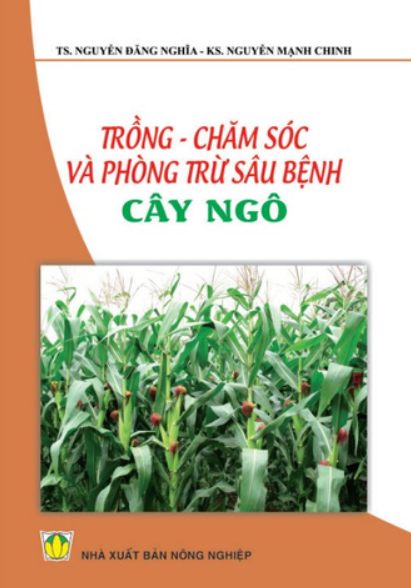 TS. NGUYỄN ĐĂNG NGHĨA - KS. NGUYỄN MẠNH CHINH
TRỒNG - CHĂM SÓC
VÀ PHÒNG TRỪ SÂU BỆNH
CÂY NGÔ
NHÀ XUẤT BẢN NÔNG NGHIỆP